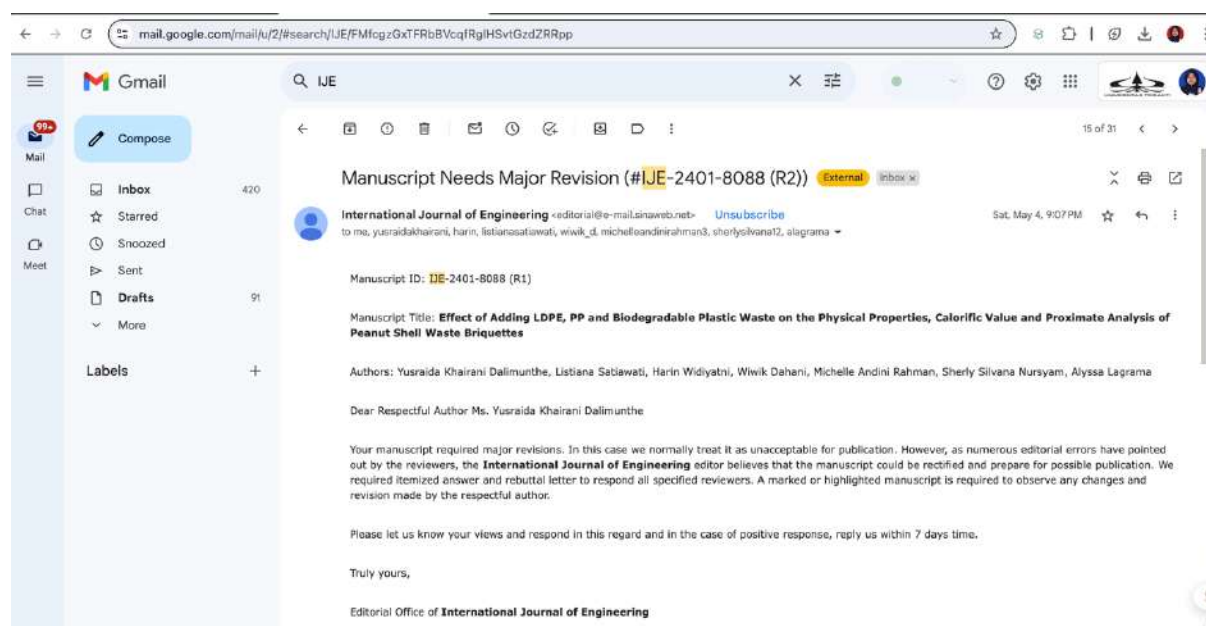 mail.google.com/mail/u/2/#search/IJE/FMfcgzGxTFRbBVcqfRglHSvtGzdZRRpp
Gmail
IJE
99+
Mail
Chat
Meet
Compose
Inbox 420
Starred
Snoozed
Sent
Drafts 91
More
Labels
15 of 31
Manuscript Needs Major Revision (#IJE-2401-8088 (R2)) External Inbox x
International Journal of Engineering <editorial@e-mail.sinaweb.net> Unsubscribe Sat, May 4, 9:07 PM
to me, yusraidakhairani, harin, listianasatiawati, wiwik_d, michelleandinirahman3, sherlysilvana12, alagrama
Manuscript ID: IJE-2401-8088 (R1)
Manuscript Title: Effect of Adding LDPE, PP and Biodegradable Plastic Waste on the Physical Properties, Calorific Value and Proximate Analysis of
Peanut Shell Waste Briquettes
Authors: Yusraida Khairani Dalimunthe, Listiana Satiawati, Harin Widiyatni, Wiwik Dahani, Michelle Andini Rahman, Sherly Silvana Nursyam, Alyssa Lagrama
Dear Respectful Author Ms. Yusraida Khairani Dalimunthe
Your manuscript required major revisions. In this case we normally treat it as unacceptable for publication. However, as numerous editorial errors have pointed
out by the reviewers, the International Journal of Engineering editor believes that the manuscript could be rectified and prepare for possible publication. We
required itemized answer and rebuttal letter to respond all specified reviewers. A marked or highlighted manuscript is required to observe any changes and
revision made by the respectful author.
Please let us know your views and respond in this regard and in the case of positive response, reply us within 7 days time.
Truly yours,
Editorial Office of International Journal of Engineering